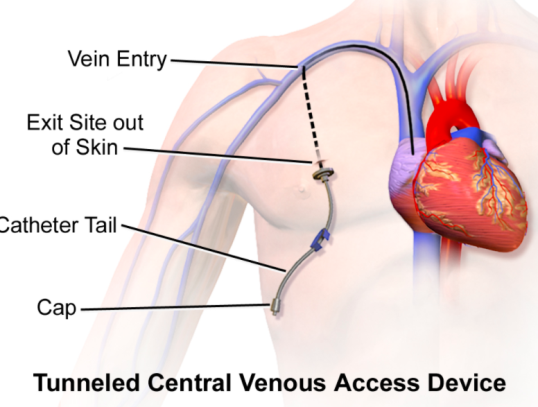 Vein Entry
Exit Site out
of Skin
Catheter Tail
Cap
Tunneled Central Venous Access Device